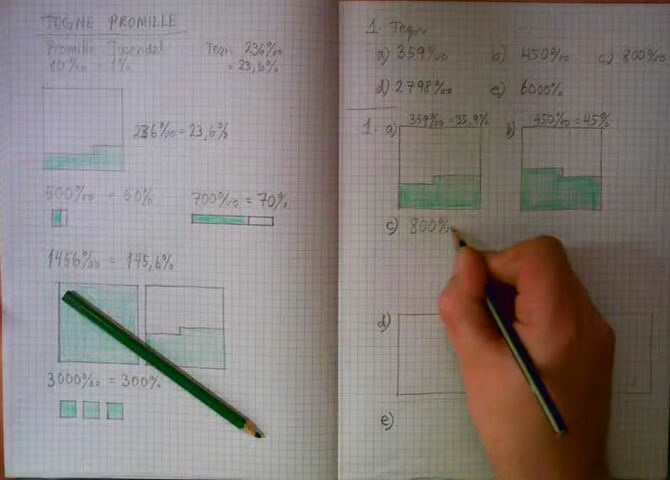 TEGNE PROMILLE
Promille Tusendel
10‰ = 1%
Tegn 236‰
= 23,6%
236‰ = 23,6%
500‰ = 50%
700‰ = 70%
1456‰ = 145,6%
3000‰ = 300%
1. Tegn
a) 359‰ b) 450‰ c) 800‰
d) 2798‰ e) 6000‰
1. a) 359‰ = 35,9% b) 450‰ = 45%
c) 800‰
d)
e)